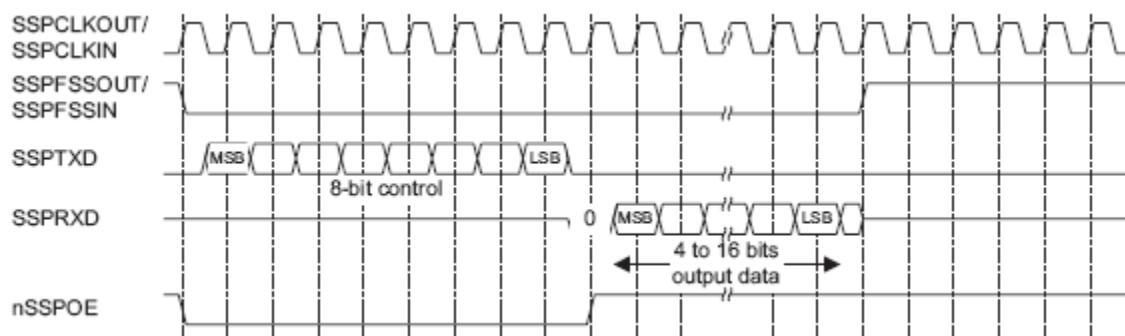 SSPCLKOUT/
SSPCLKIN
SSPFSSOUT/
SSPFSSIN
SSPTXD
MSB
LSB
8-bit control
SSPRXD
0
MSB
LSB
4 to 16 bits
output data
nSSPOE